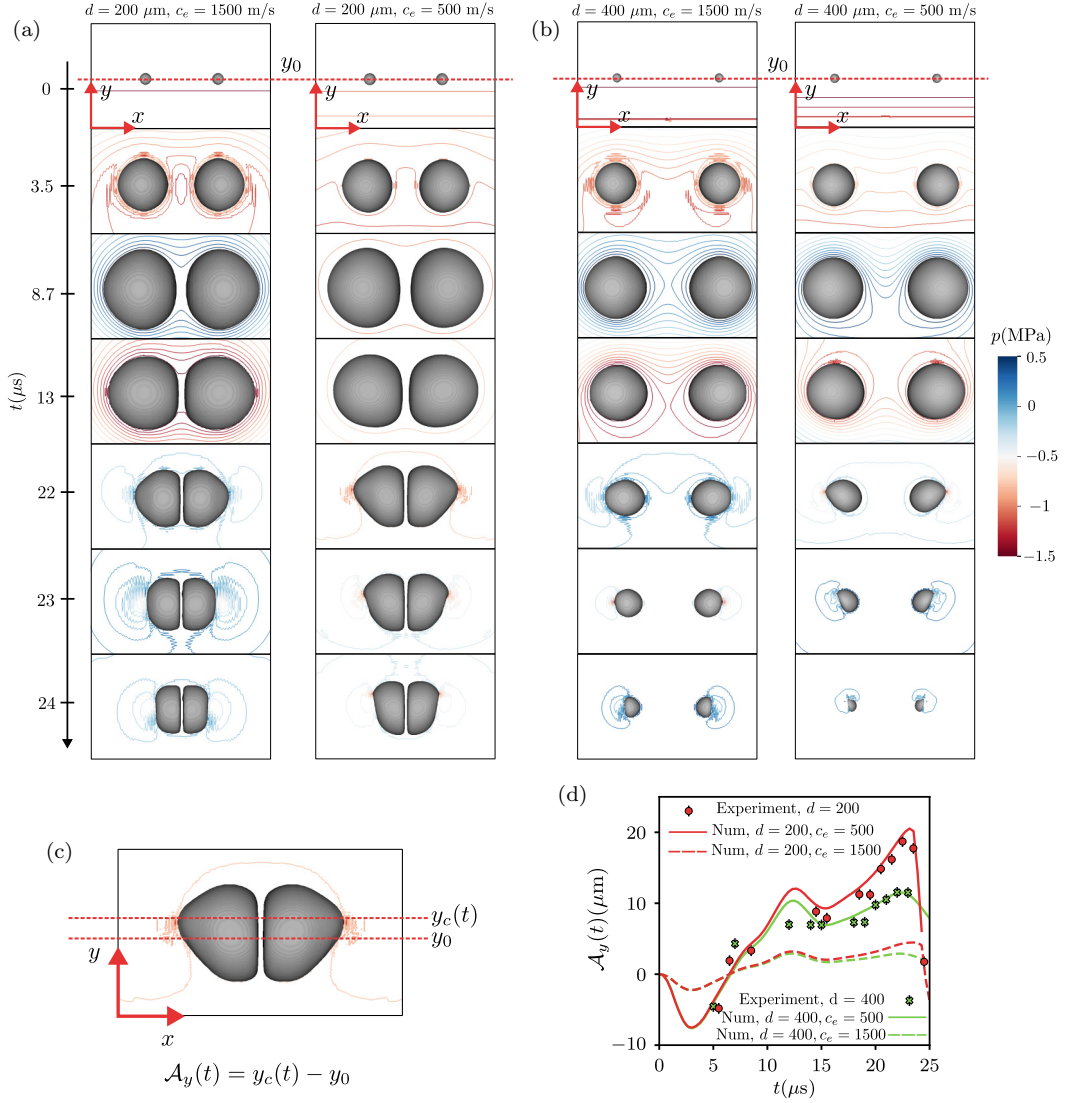 (a)
d = 200 μm, c_e = 1500 m/s
d = 200 μm, c_e = 500 m/s
(b)
d = 400 μm, c_e = 1500 m/s
d = 400 μm, c_e = 500 m/s
y_0
y_0
y
x
y
x
y
x
y
x
t(μs)
0
3.5
8.7
13
22
23
24
p(MPa)
0.5
0
−0.5
−1
−1.5
(c)
y_c(t)
y_0
y
x
𝒜_y(t) = y_c(t) − y_0
(d)
Experiment, d = 200
Num, d = 200, c_e = 500
Num, d = 200, c_e = 1500
Experiment, d = 400
Num, d = 400, c_e = 500
Num, d = 400, c_e = 1500
𝒜_y(t)(μm)
20
10
0
−10
0 5 10 15 20 25
t(μs)